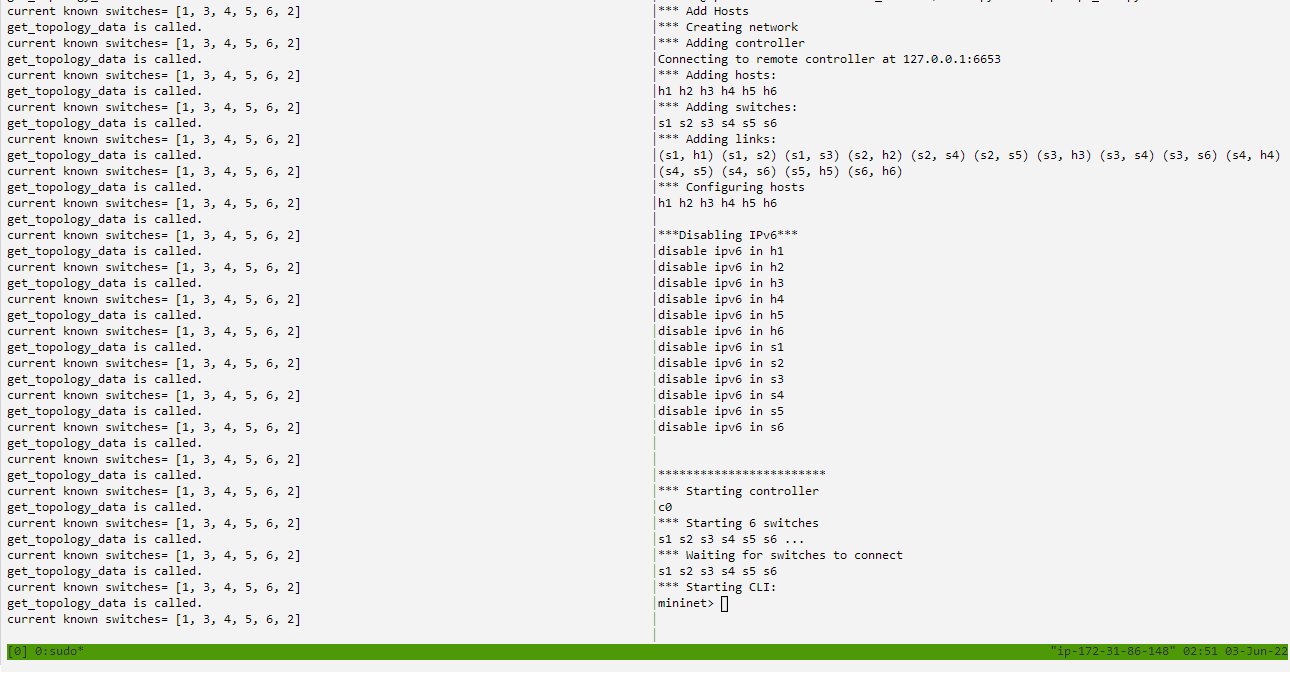 current known switches= [1, 3, 4, 5, 6, 2]
get_topology_data is called.
current known switches= [1, 3, 4, 5, 6, 2]
get_topology_data is called.
current known switches= [1, 3, 4, 5, 6, 2]
get_topology_data is called.
current known switches= [1, 3, 4, 5, 6, 2]
get_topology_data is called.
current known switches= [1, 3, 4, 5, 6, 2]
get_topology_data is called.
current known switches= [1, 3, 4, 5, 6, 2]
get_topology_data is called.
current known switches= [1, 3, 4, 5, 6, 2]
get_topology_data is called.
current known switches= [1, 3, 4, 5, 6, 2]
get_topology_data is called.
current known switches= [1, 3, 4, 5, 6, 2]
get_topology_data is called.
current known switches= [1, 3, 4, 5, 6, 2]
get_topology_data is called.
current known switches= [1, 3, 4, 5, 6, 2]
get_topology_data is called.
current known switches= [1, 3, 4, 5, 6, 2]
get_topology_data is called.
current known switches= [1, 3, 4, 5, 6, 2]
get_topology_data is called.
current known switches= [1, 3, 4, 5, 6, 2]
get_topology_data is called.
current known switches= [1, 3, 4, 5, 6, 2]
get_topology_data is called.
current known switches= [1, 3, 4, 5, 6, 2]
get_topology_data is called.
current known switches= [1, 3, 4, 5, 6, 2]
get_topology_data is called.
current known switches= [1, 3, 4, 5, 6, 2]
get_topology_data is called.
current known switches= [1, 3, 4, 5, 6, 2]
get_topology_data is called.
current known switches= [1, 3, 4, 5, 6, 2]
*** Add Hosts
*** Creating network
*** Adding controller
Connecting to remote controller at 127.0.0.1:6653
*** Adding hosts:
h1 h2 h3 h4 h5 h6
*** Adding switches:
s1 s2 s3 s4 s5 s6
*** Adding links:
(s1, h1) (s1, s2) (s1, s3) (s2, h2) (s2, s4) (s2, s5) (s3, h3) (s3, s4) (s3, s6) (s4, h4)
(s4, s5) (s4, s6) (s5, h5) (s6, h6)
*** Configuring hosts
h1 h2 h3 h4 h5 h6
***Disabling IPv6***
disable ipv6 in h1
disable ipv6 in h2
disable ipv6 in h3
disable ipv6 in h4
disable ipv6 in h5
disable ipv6 in h6
disable ipv6 in s1
disable ipv6 in s2
disable ipv6 in s3
disable ipv6 in s4
disable ipv6 in s5
disable ipv6 in s6
************************
*** Starting controller
c0
*** Starting 6 switches
s1 s2 s3 s4 s5 s6 ...
*** Waiting for switches to connect
s1 s2 s3 s4 s5 s6
*** Starting CLI:
mininet>
[0] 0:sudo*
"ip-172-31-86-148" 02:51 03-Jun-22